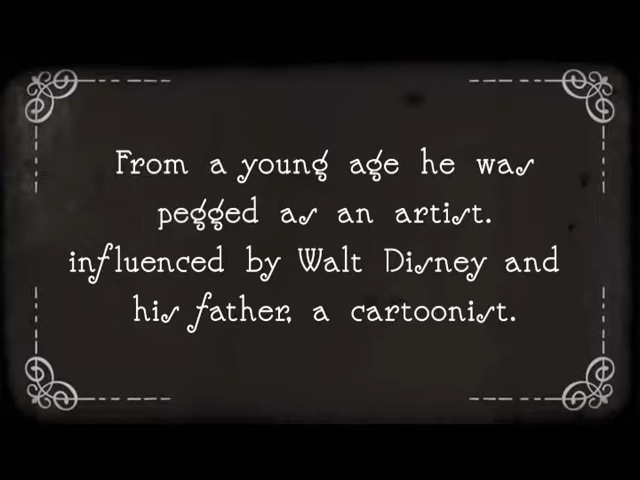 From a young age he was
pegged as an artist.
influenced by Walt Disney and
his father, a cartoonist.